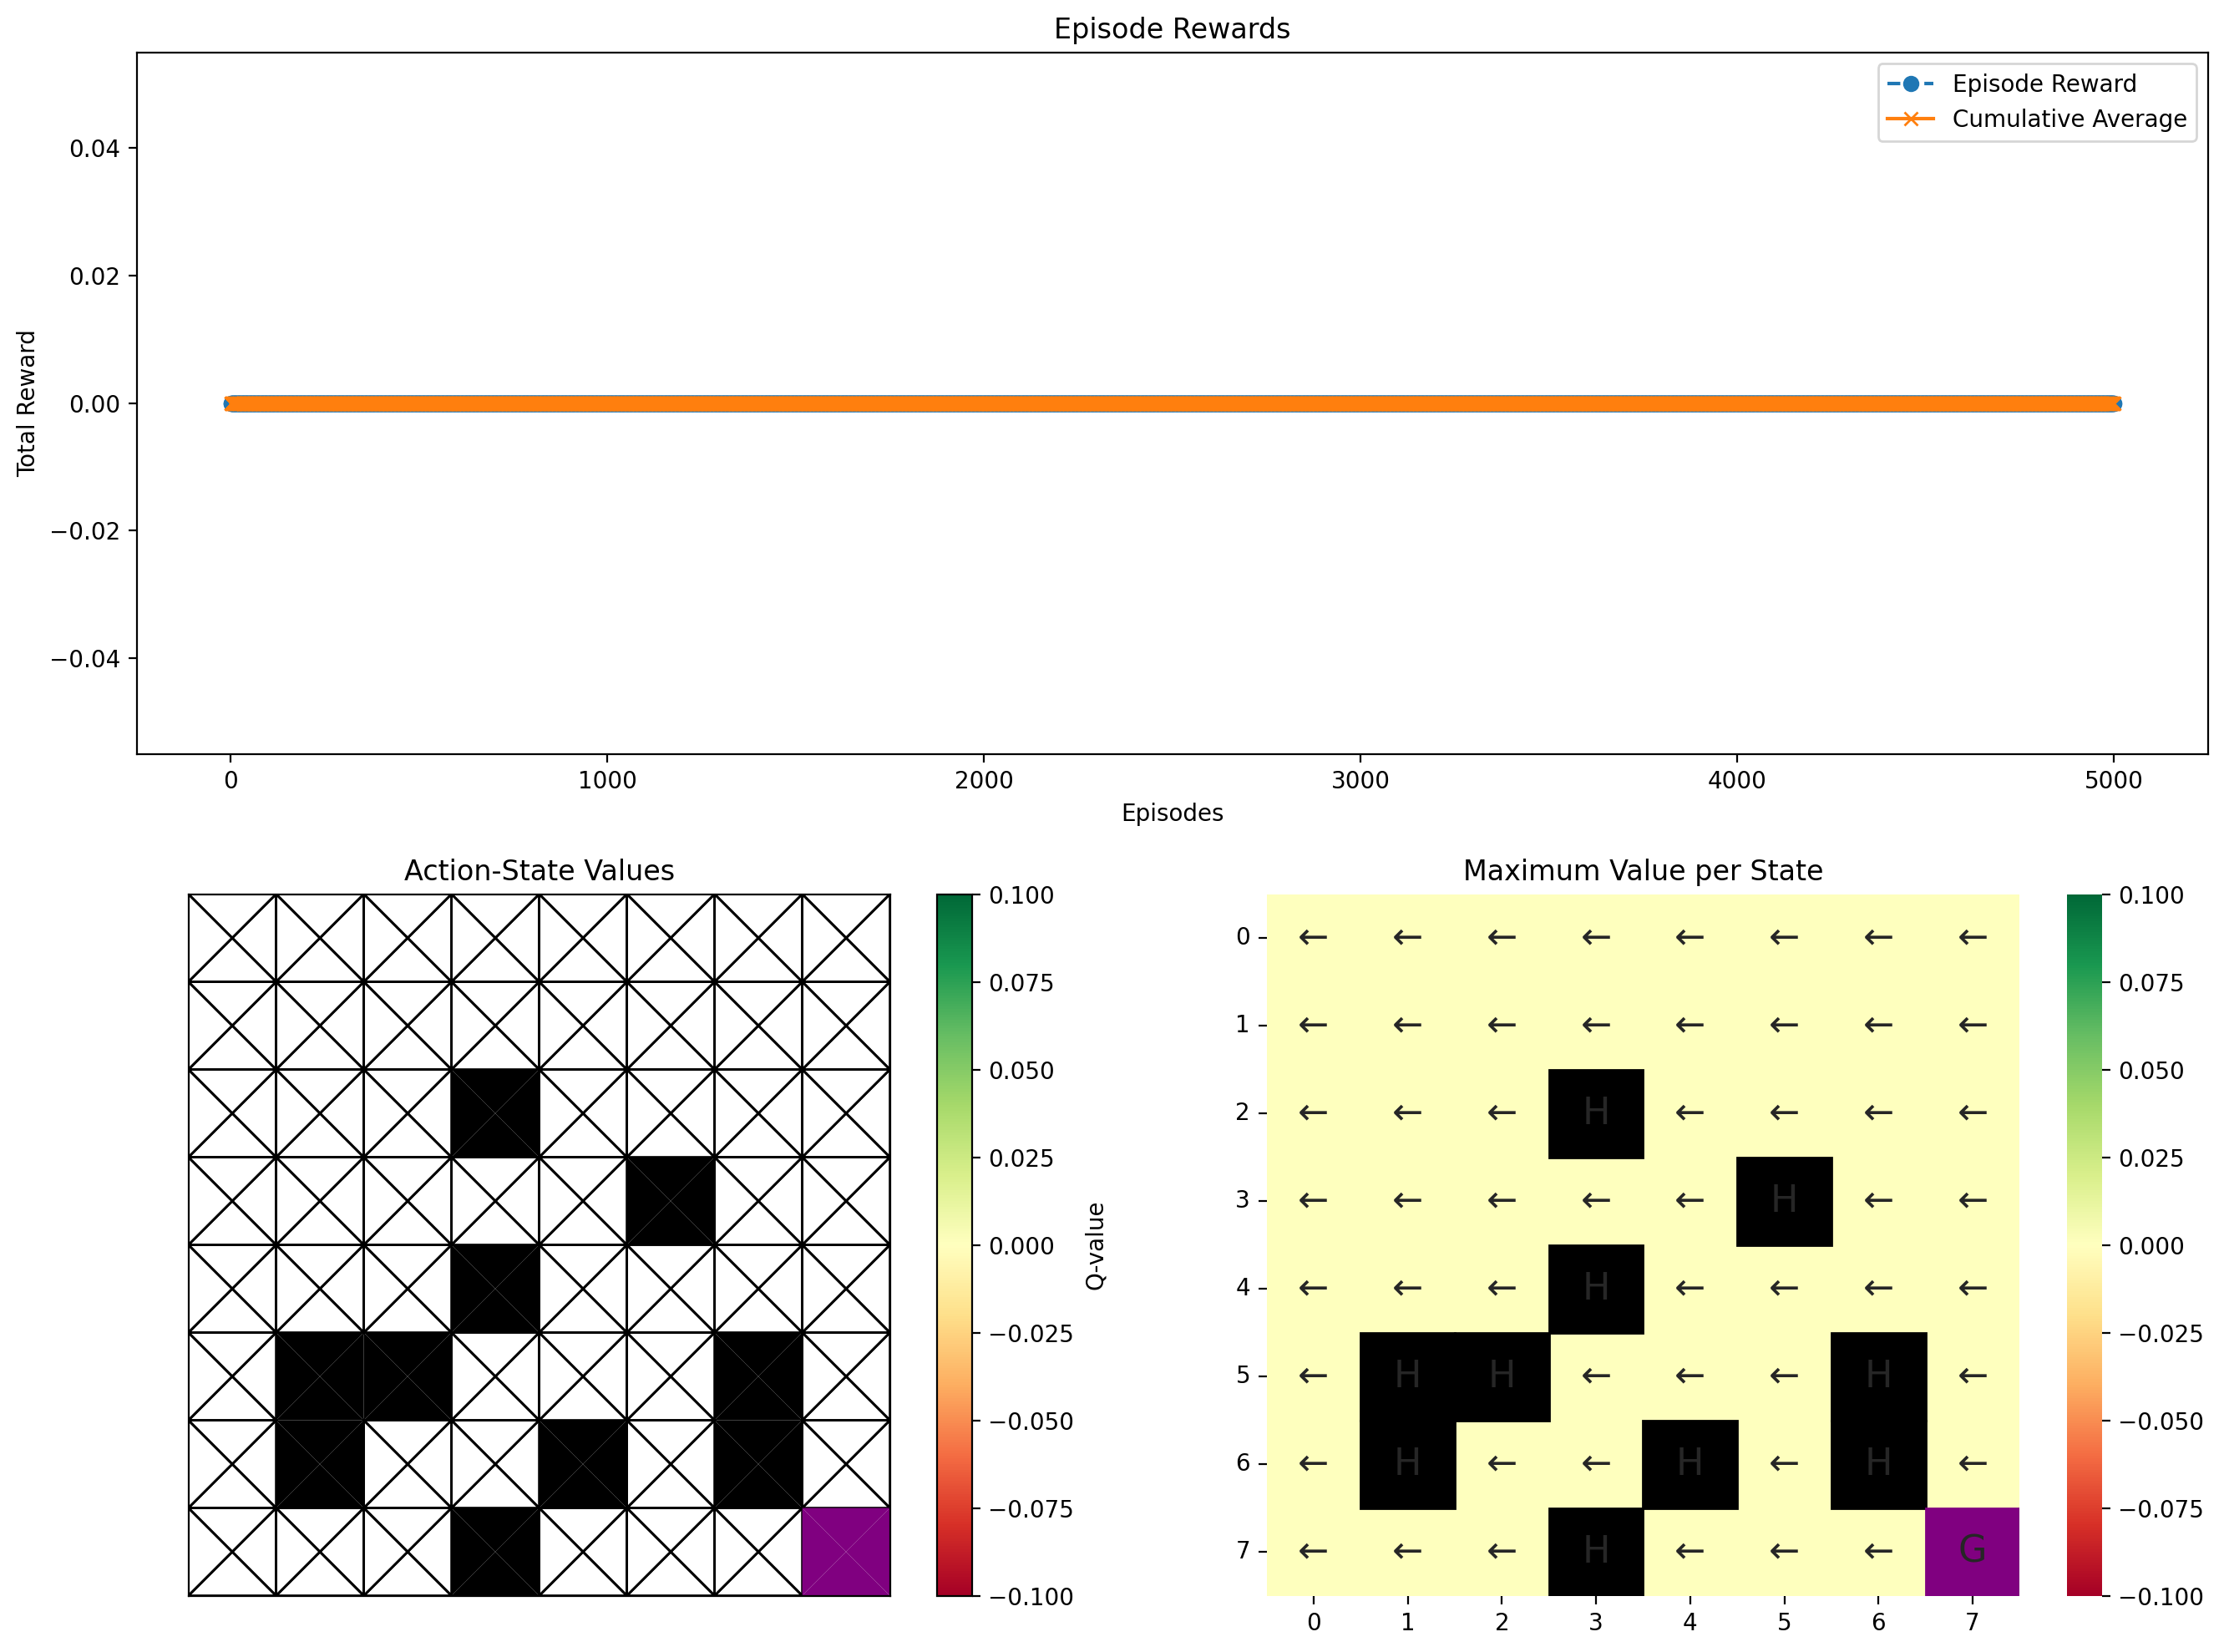 Episode Rewards
Total Reward
0.04
0.02
0.00
−0.02
−0.04
Episode Reward
Cumulative Average
0 1000 2000 3000 4000 5000
Episodes
Action-State Values
0.100
0.075
0.050
0.025
0.000
−0.025
−0.050
−0.075
−0.100
Q-value
Maximum Value per State
0 ← ← ← ← ← ← ← ←
1 ← ← ← ← ← ← ← ←
2 ← ← ← H ← ← ← ←
3 ← ← ← ← ← H ← ←
4 ← ← ← H ← ← ← ←
5 ← H H ← ← ← H ←
6 ← H ← ← H ← H ←
7 ← ← ← H ← ← ← G
0 1 2 3 4 5 6 7
0.100
0.075
0.050
0.025
0.000
−0.025
−0.050
−0.075
−0.100